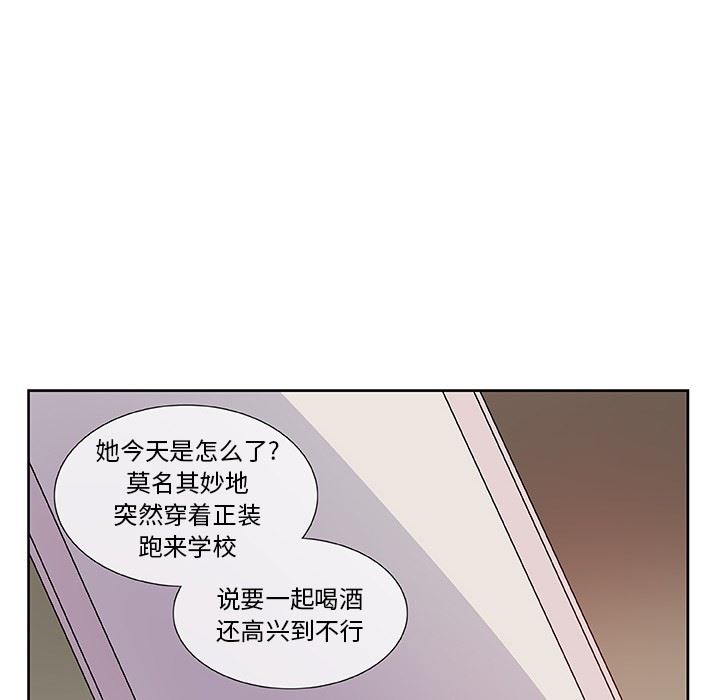 她今天是怎么了?
莫名其妙地
突然穿着正装
跑来学校
说要一起喝酒
还高兴到不行